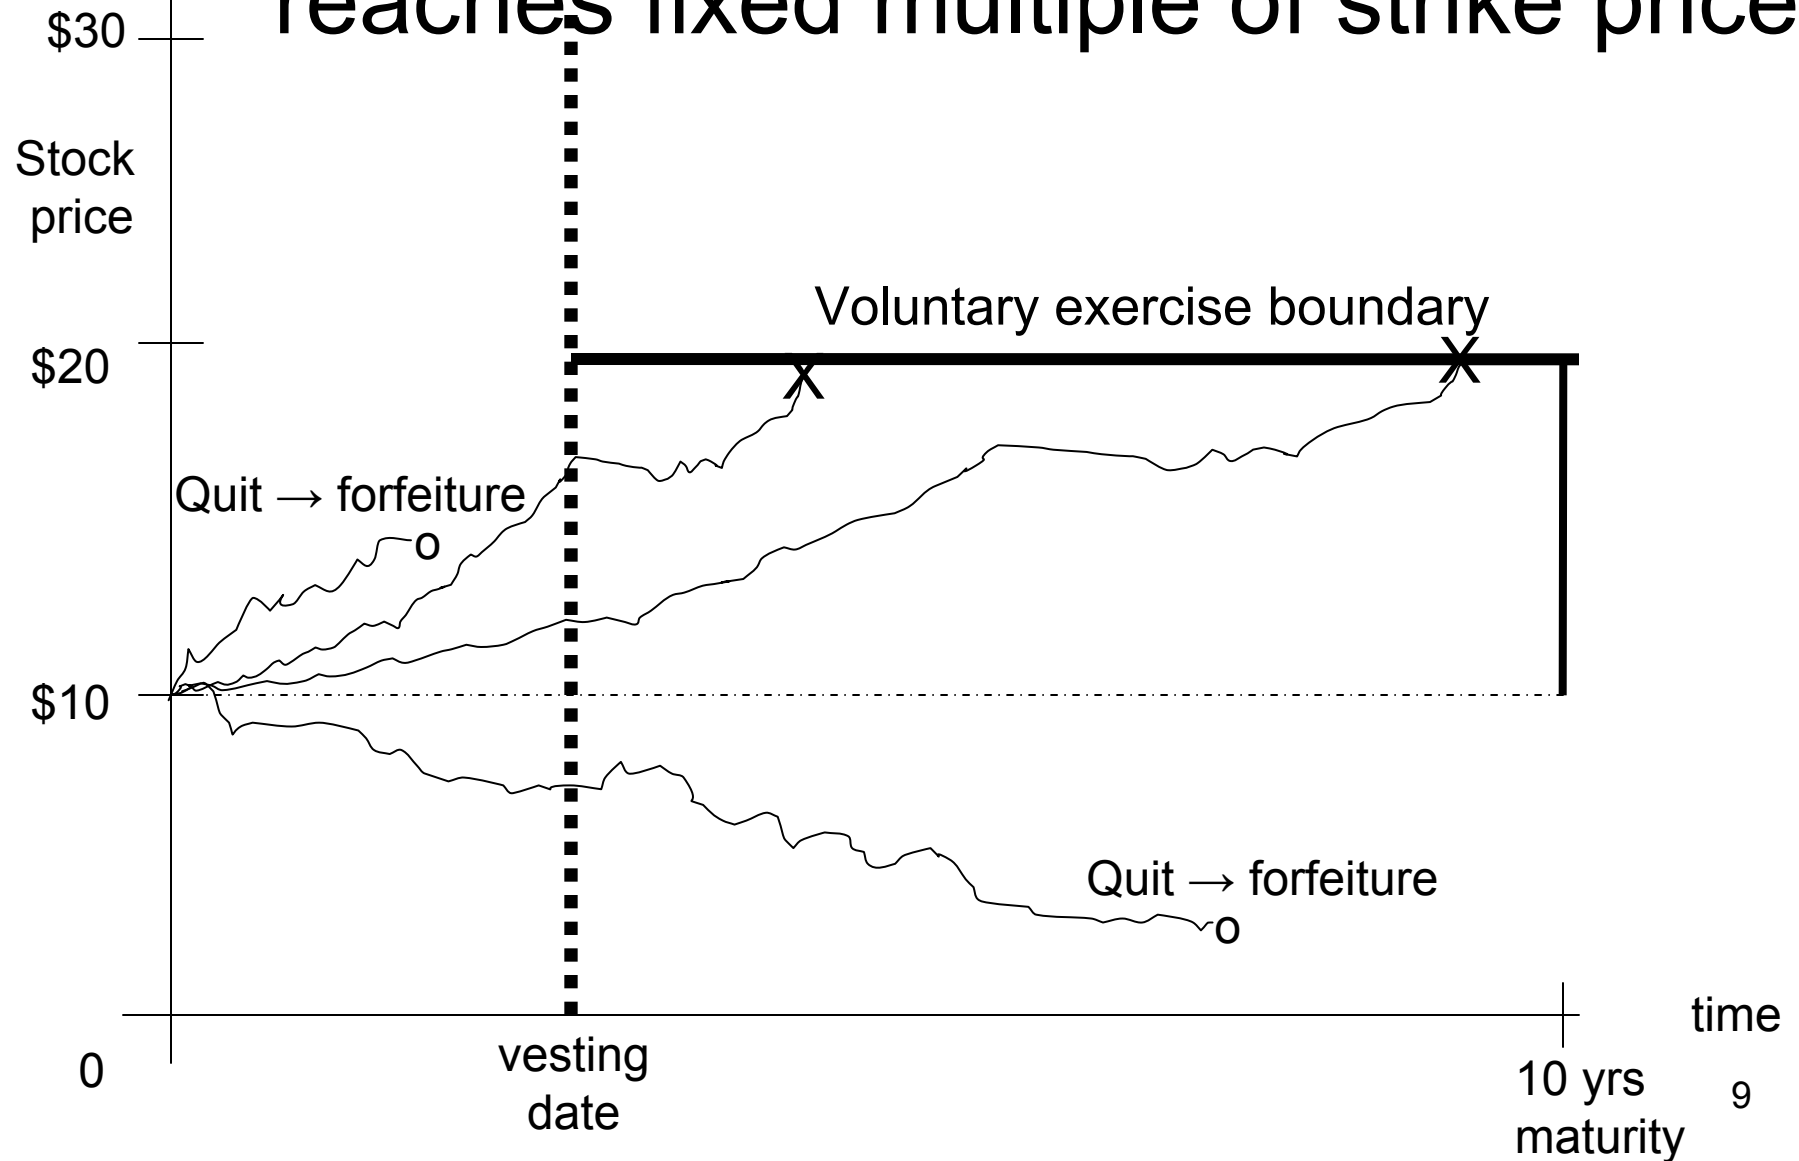 reaches fixed multiple of strike price
$30
Stock
price
Voluntary exercise boundary
$20
X
X
Quit → forfeiture
o
$10
Quit → forfeiture
o
time
0
vesting
date
10 yrs
maturity
9